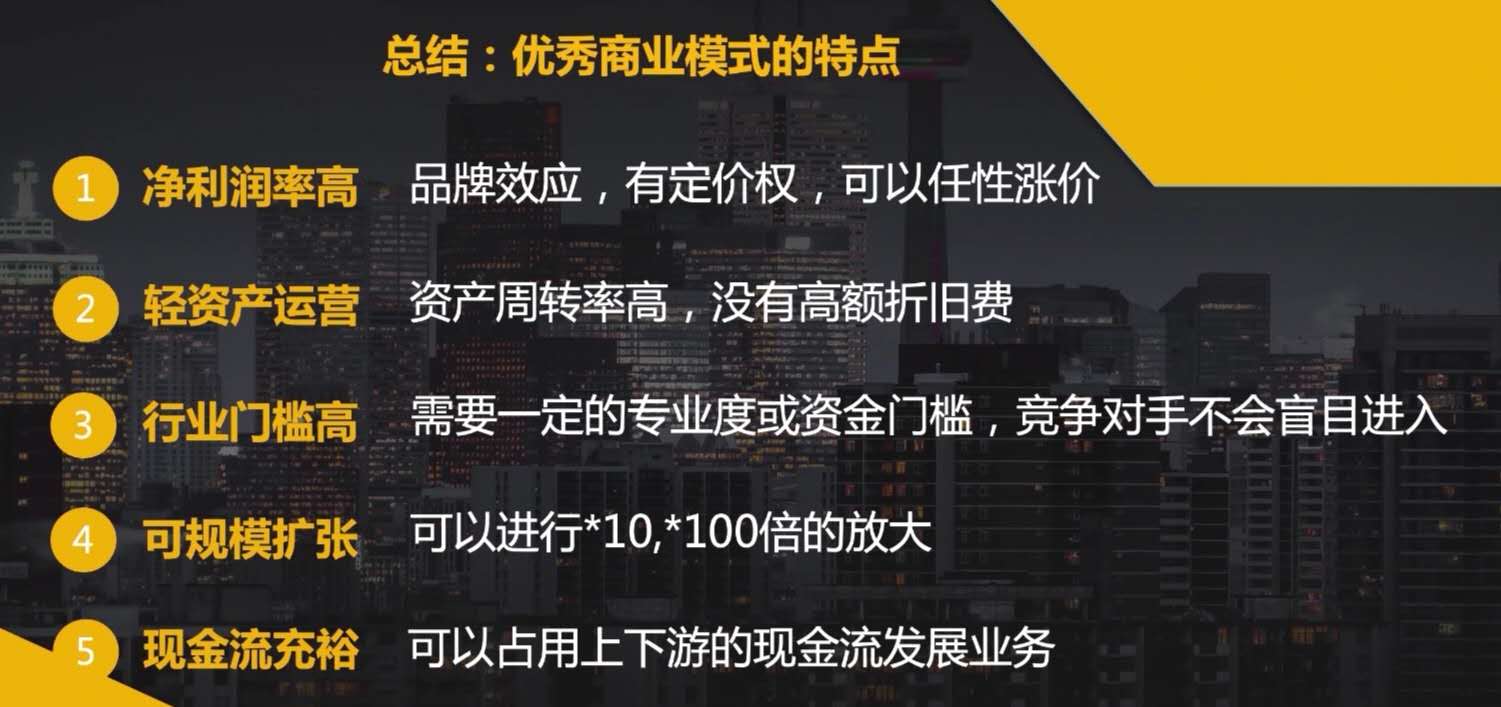 总结：优秀商业模式的特点
1 净利润率高 品牌效应，有定价权，可以任性涨价
2 轻资产运营 资产周转率高，没有高额折旧费
3 行业门槛高 需要一定的专业度或资金门槛，竞争对手不会盲目进入
4 可规模扩张 可以进行*10,*100倍的放大
5 现金流充裕 可以占用上下游的现金流发展业务